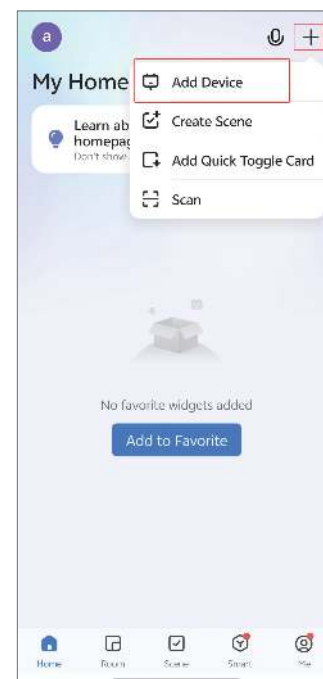 a
My Home
Add Device
Learn ab
homepag
Don't show
Create Scene
Add Quick Toggle Card
Scan
No favorite widgets added
Add to Favorite
Home
Room
Scene
Smart
Me